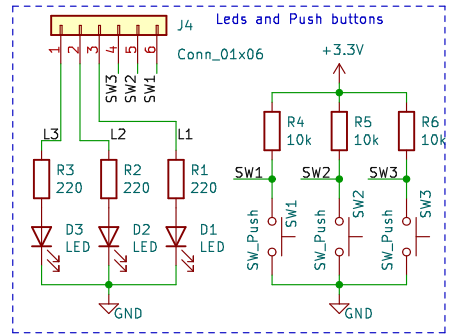 Leds and Push buttons
J4
Conn_01x06
1 2 3 4 5 6
SW3 SW2 SW1
+3.3V
R4 10k
R5 10k
R6 10k
L3 L2 L1
SW1 SW2 SW3
R3 220
R2 220
R1 220
SW_Push SW1
SW_Push SW2
SW_Push SW3
D3 LED
D2 LED
D1 LED
GND
GND